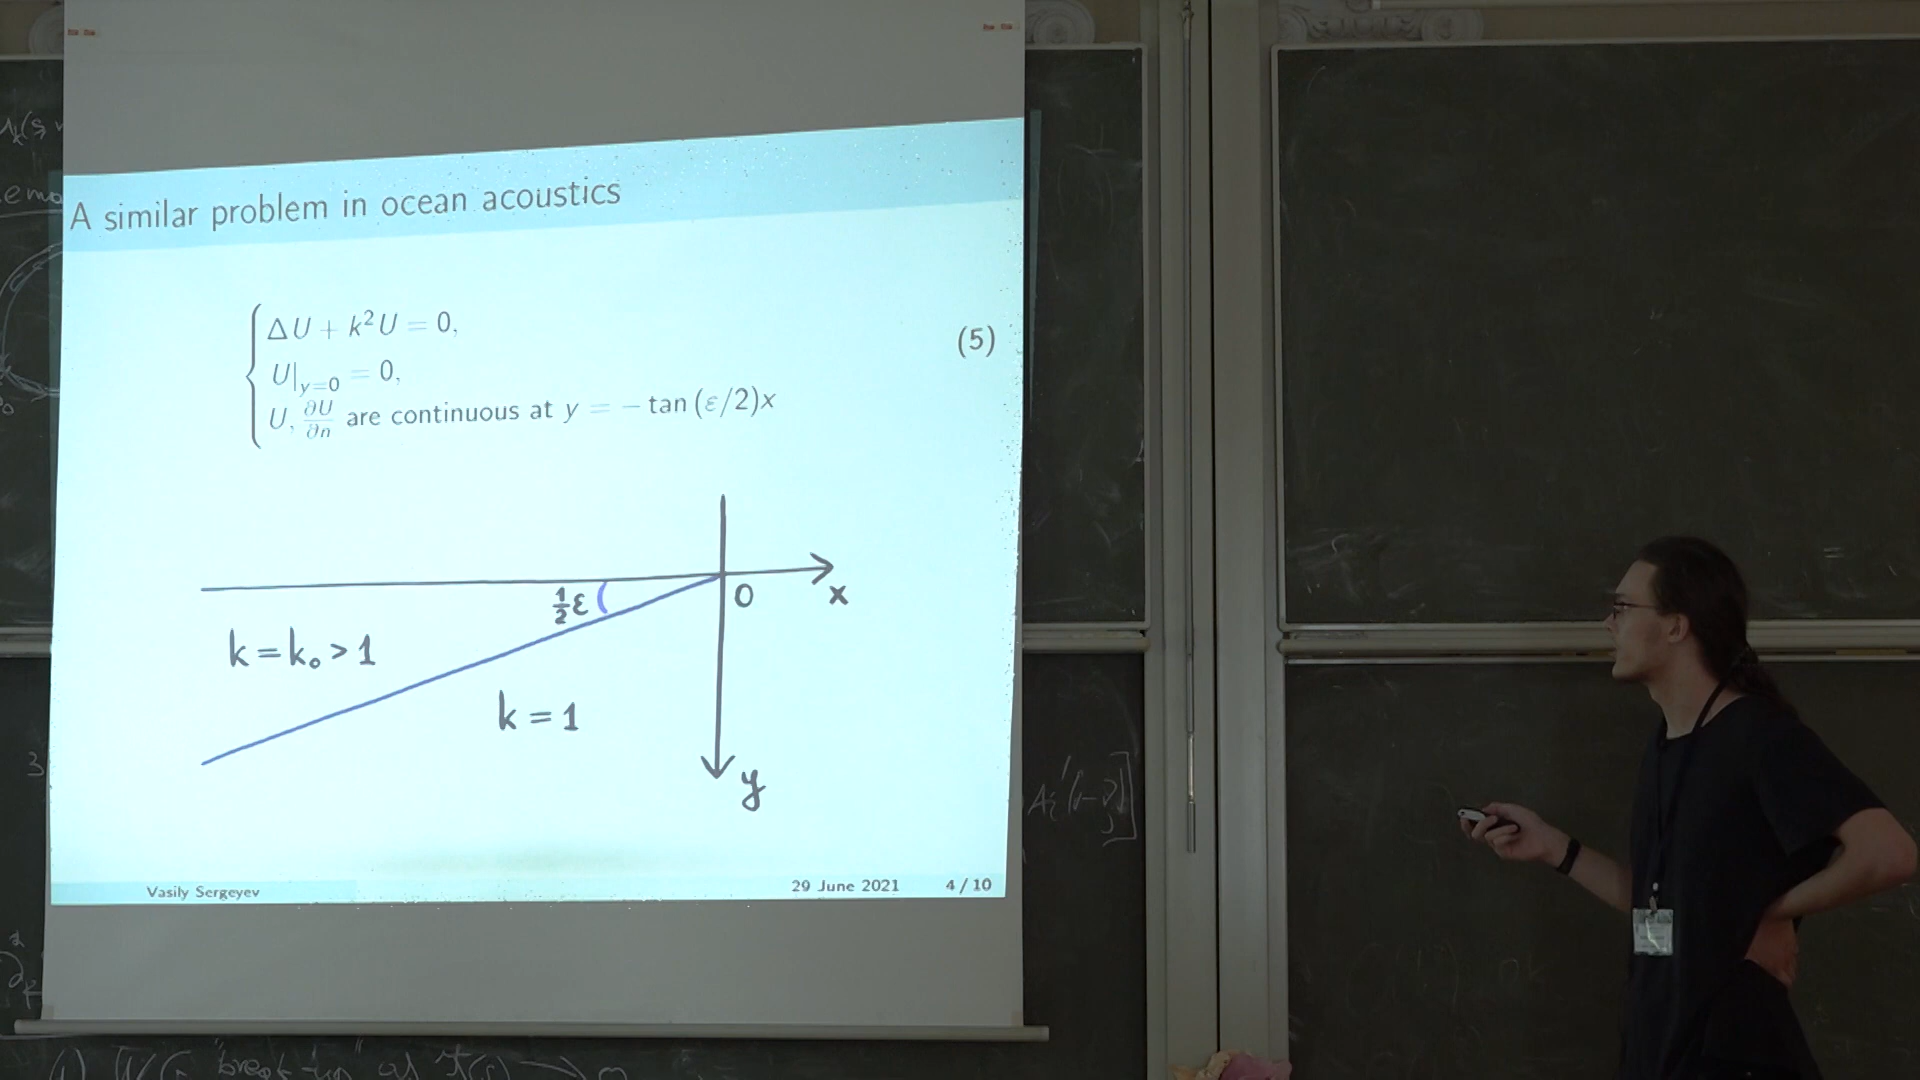 A similar problem in ocean acoustics
ΔU + k²U = 0,
U|y=0 = 0,
U, ∂U/∂n are continuous at y = − tan (ε/2)x
(5)
½ε
0
x
k = k₀ > 1
k = 1
y
Vasily Sergeyev
29 June 2021
4 / 10